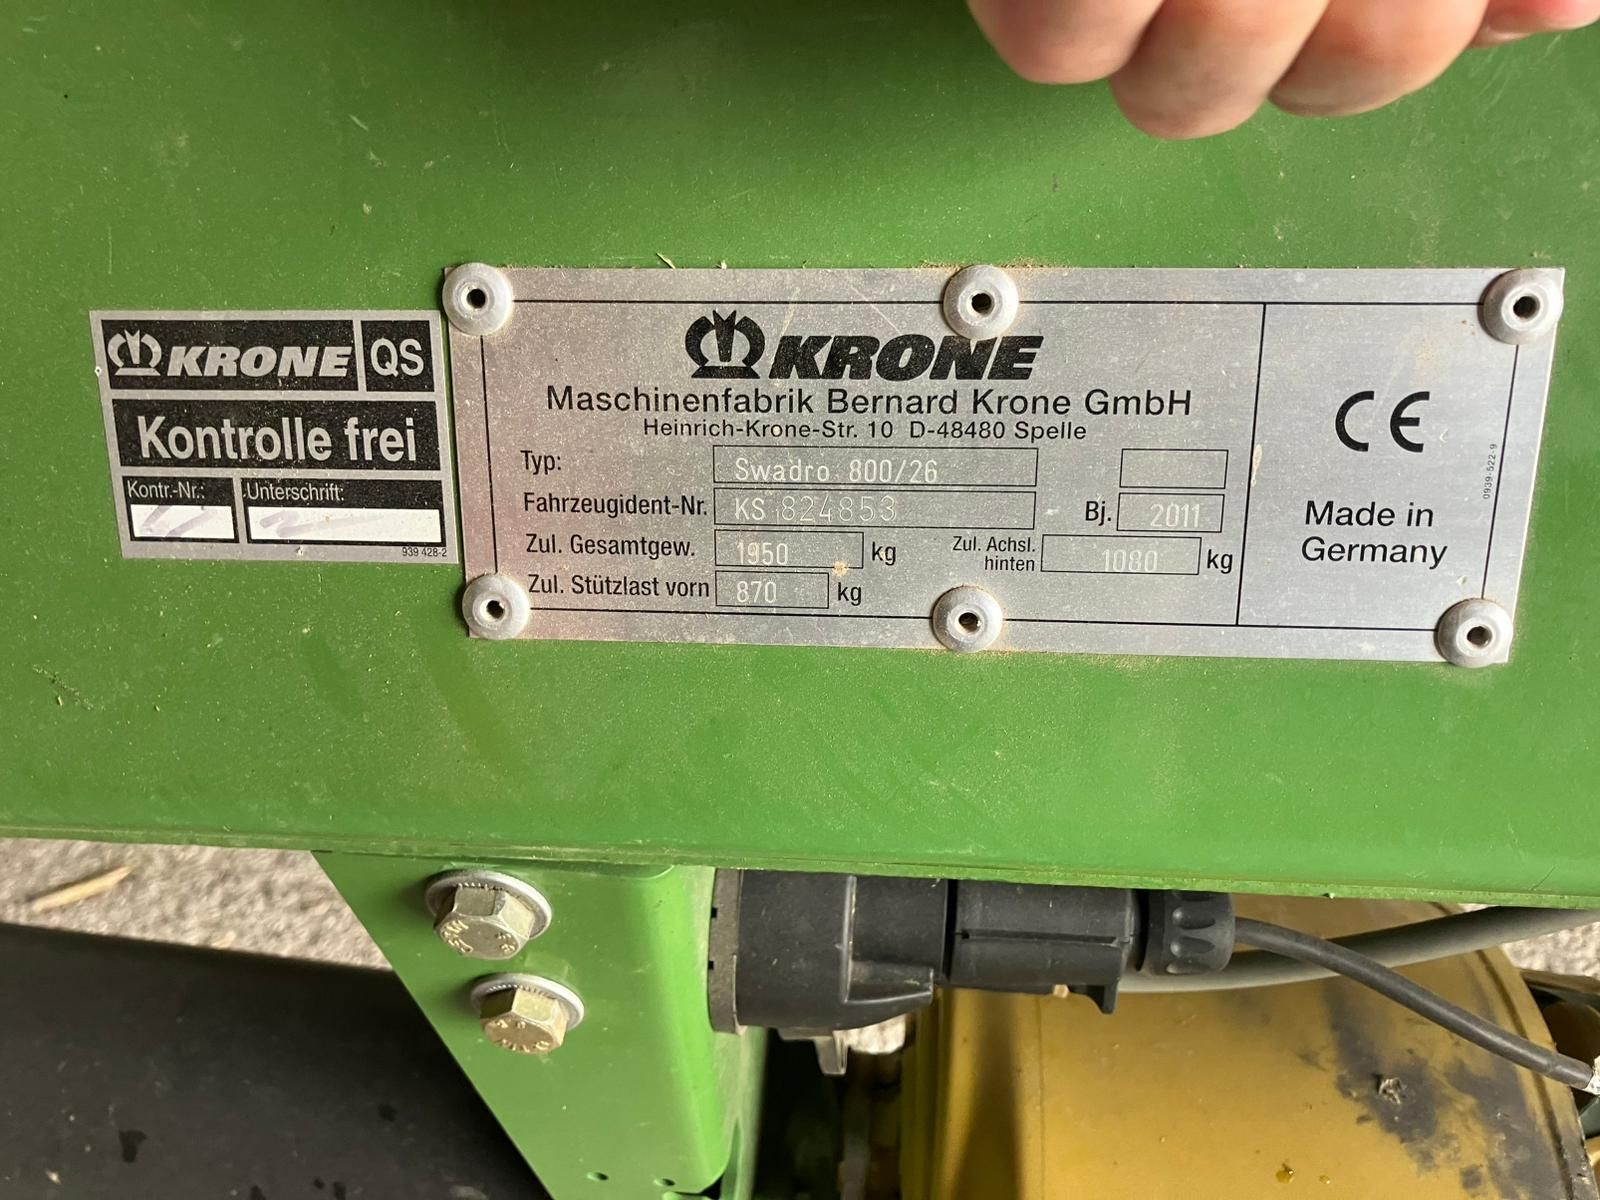 KRONE QS
Kontrolle frei
Kontr.-Nr.: Unterschrift:
939 428-2
KRONE
Maschinenfabrik Bernard Krone GmbH
Heinrich-Krone-Str. 10 D-48480 Spelle
Typ: Swadro 800/26
Fahrzeugident-Nr. KS 824853 Bj. 2011
Zul. Gesamtgew. 1950 kg Zul. Achsl. hinten 1080 kg
Zul. Stützlast vorn 870 kg
CE
Made in
Germany
0939-522-9